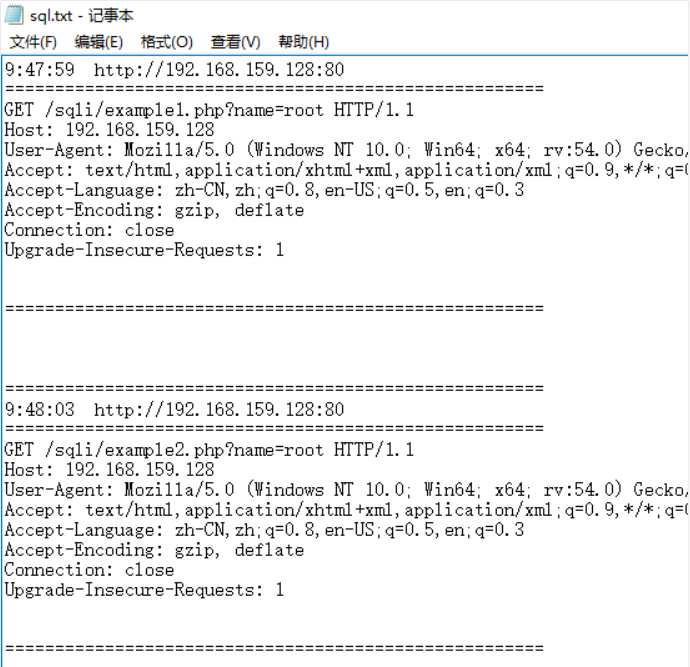 sql.txt - 记事本
文件(F) 编辑(E) 格式(O) 查看(V) 帮助(H)
9:47:59  http://192.168.159.128:80
======================================================
GET /sqli/example1.php?name=root HTTP/1.1
Host: 192.168.159.128
User-Agent: Mozilla/5.0 (Windows NT 10.0; Win64; x64; rv:54.0) Gecko,
Accept: text/html,application/xhtml+xml,application/xml;q=0.9,*/*;q=
Accept-Language: zh-CN,zh;q=0.8,en-US;q=0.5,en;q=0.3
Accept-Encoding: gzip, deflate
Connection: close
Upgrade-Insecure-Requests: 1
======================================================
======================================================
9:48:03  http://192.168.159.128:80
======================================================
GET /sqli/example2.php?name=root HTTP/1.1
Host: 192.168.159.128
User-Agent: Mozilla/5.0 (Windows NT 10.0; Win64; x64; rv:54.0) Gecko,
Accept: text/html,application/xhtml+xml,application/xml;q=0.9,*/*;q=
Accept-Language: zh-CN,zh;q=0.8,en-US;q=0.5,en;q=0.3
Accept-Encoding: gzip, deflate
Connection: close
Upgrade-Insecure-Requests: 1
======================================================